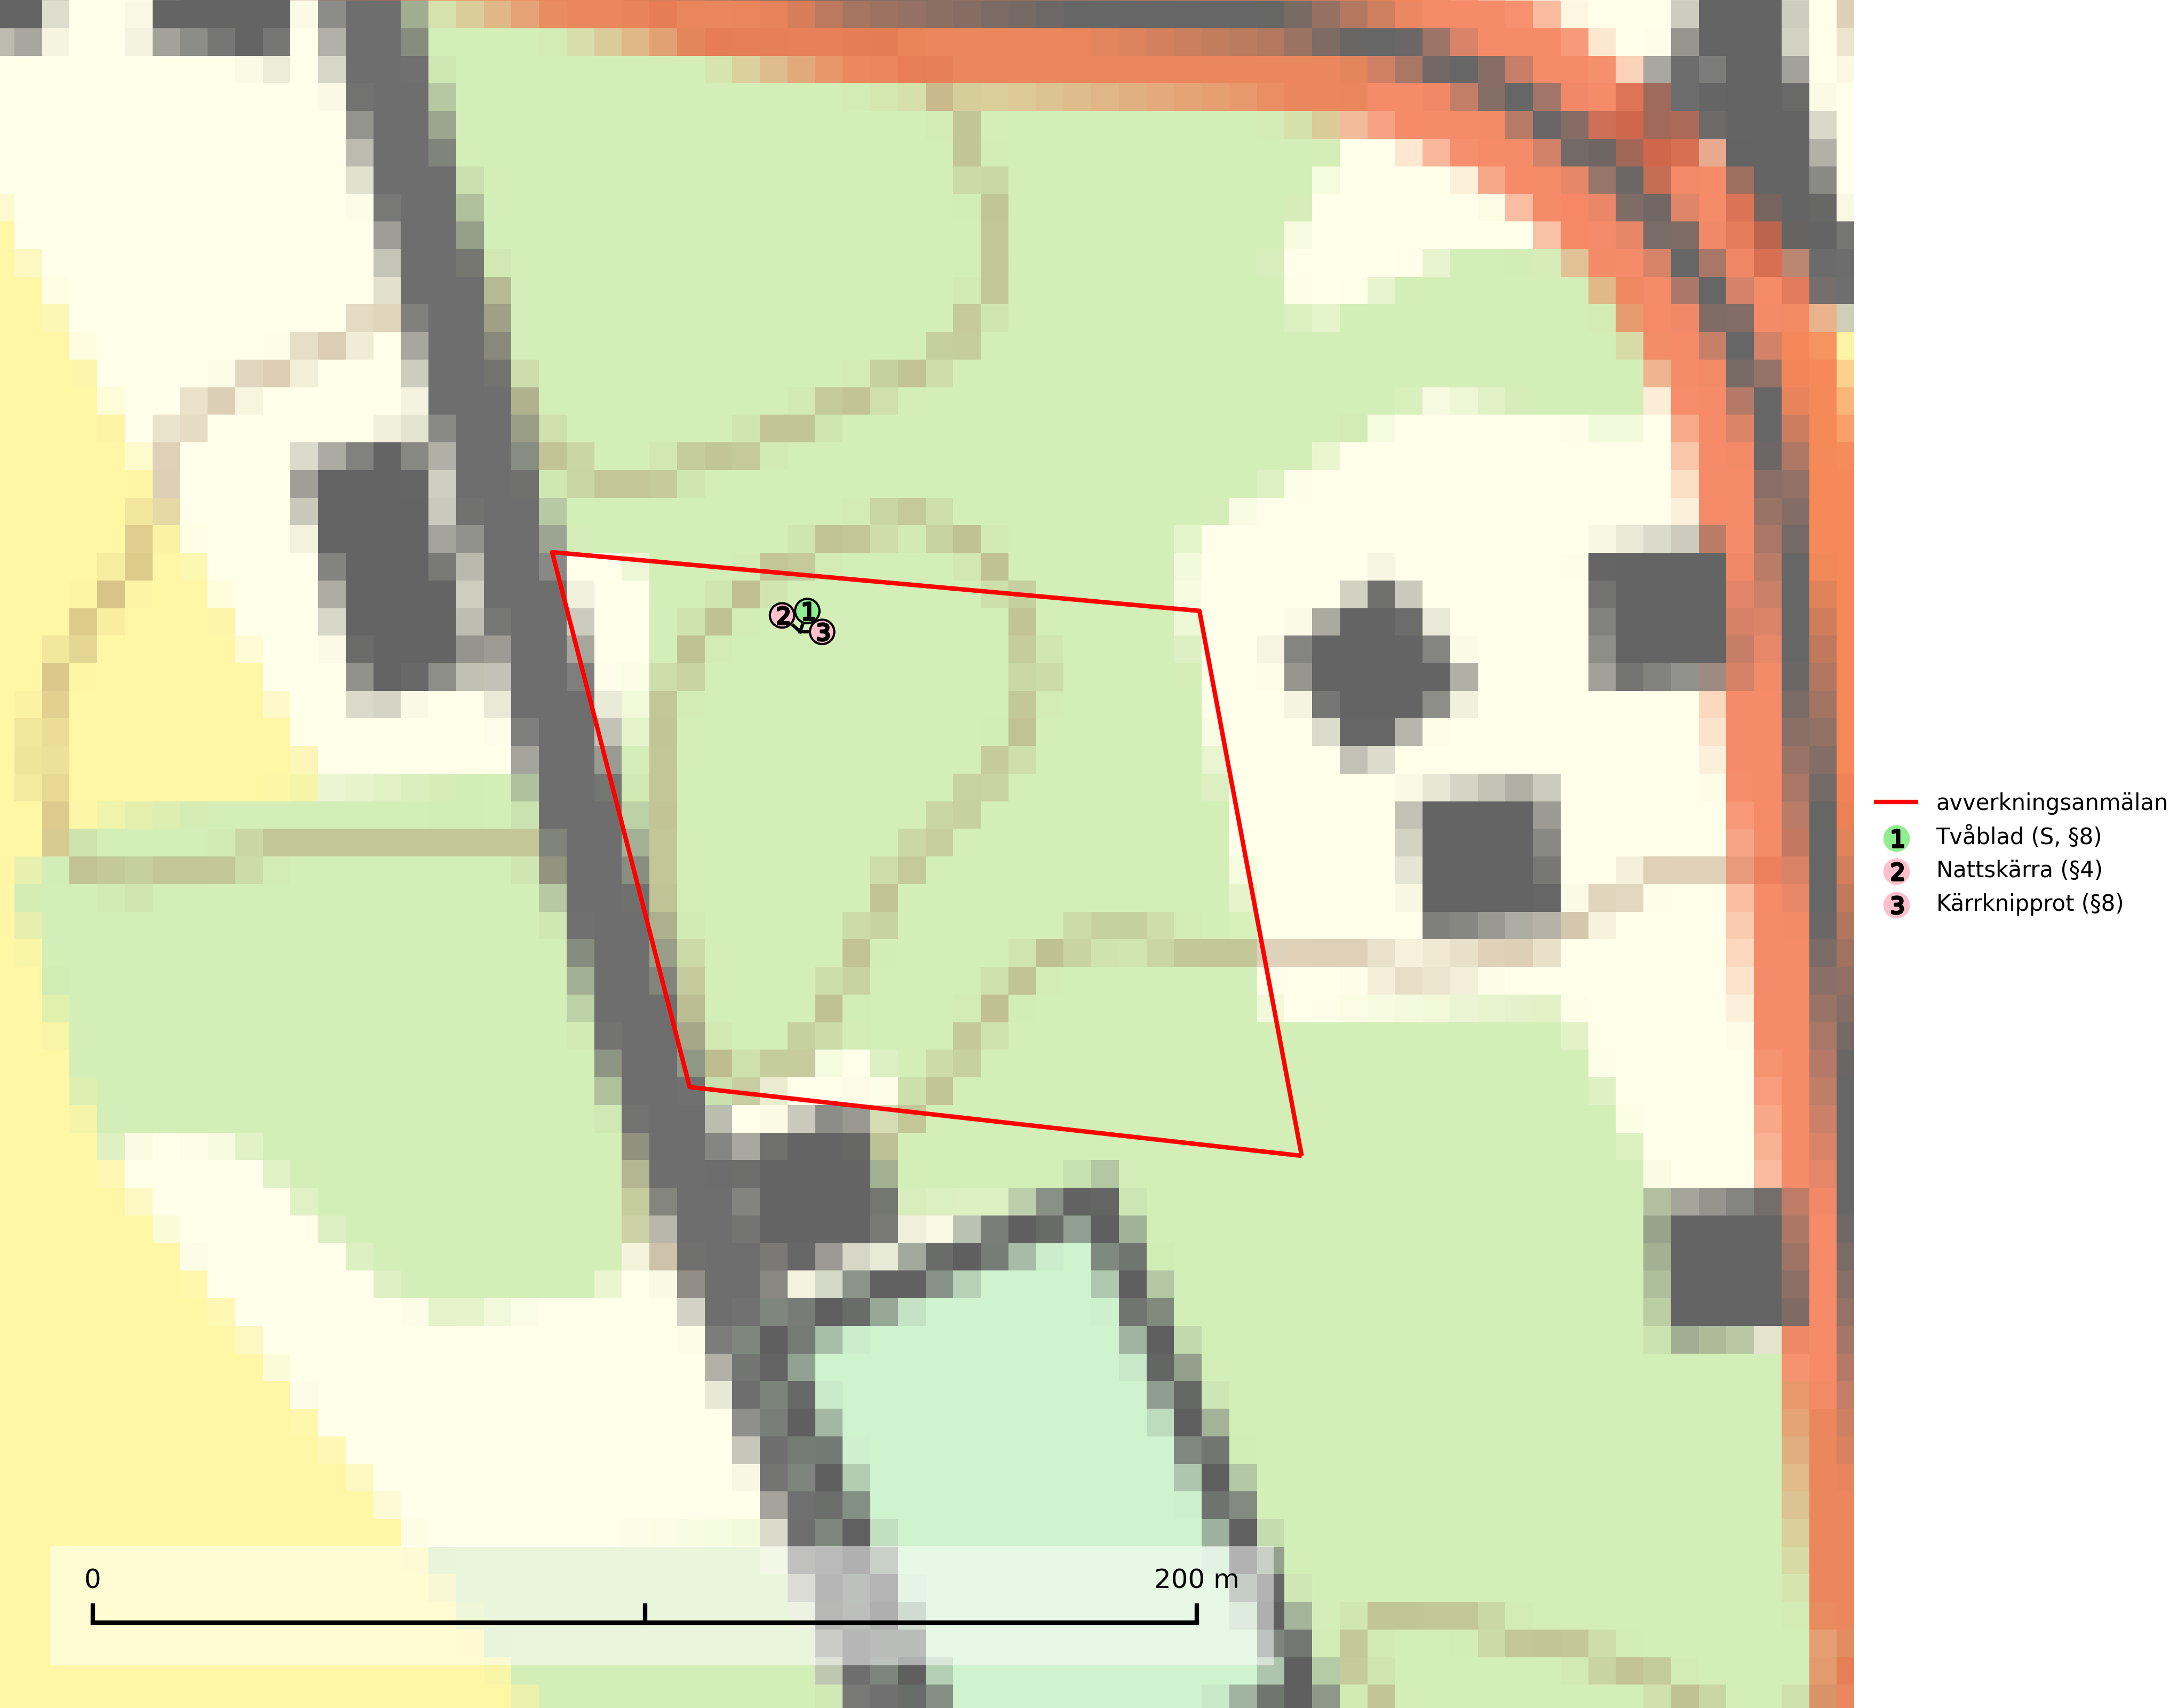 2 1
3
avverkningsanmälan
1 Tvåblad (S, §8)
2 Nattskärra (§4)
3 Kärrknipprot (§8)
0 200 m